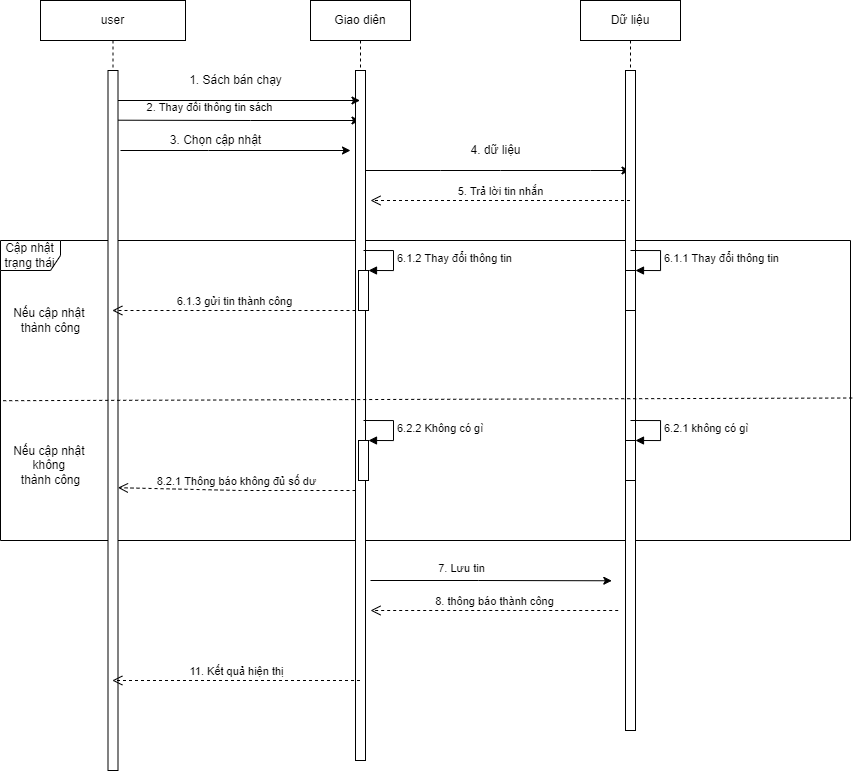 user
Giao diên
Dữ liệu
1. Sách bán chạy
2. Thay đổi thông tin sách
3. Chọn cập nhật
4. dữ liệu
5. Trả lời tin nhắn
Cập nhật
trạng thái
6.1.2 Thay đổi thông tin
6.1.1 Thay đổi thông tin
6.1.3 gửi tin thành công
Nếu cập nhật
thành công
6.2.2 Không có gì
6.2.1 không có gì
Nếu cập nhật
không
thành công
8.2.1 Thông báo không đủ số dư
7. Lưu tin
8. thông báo thành công
11. Kết quả hiện thị